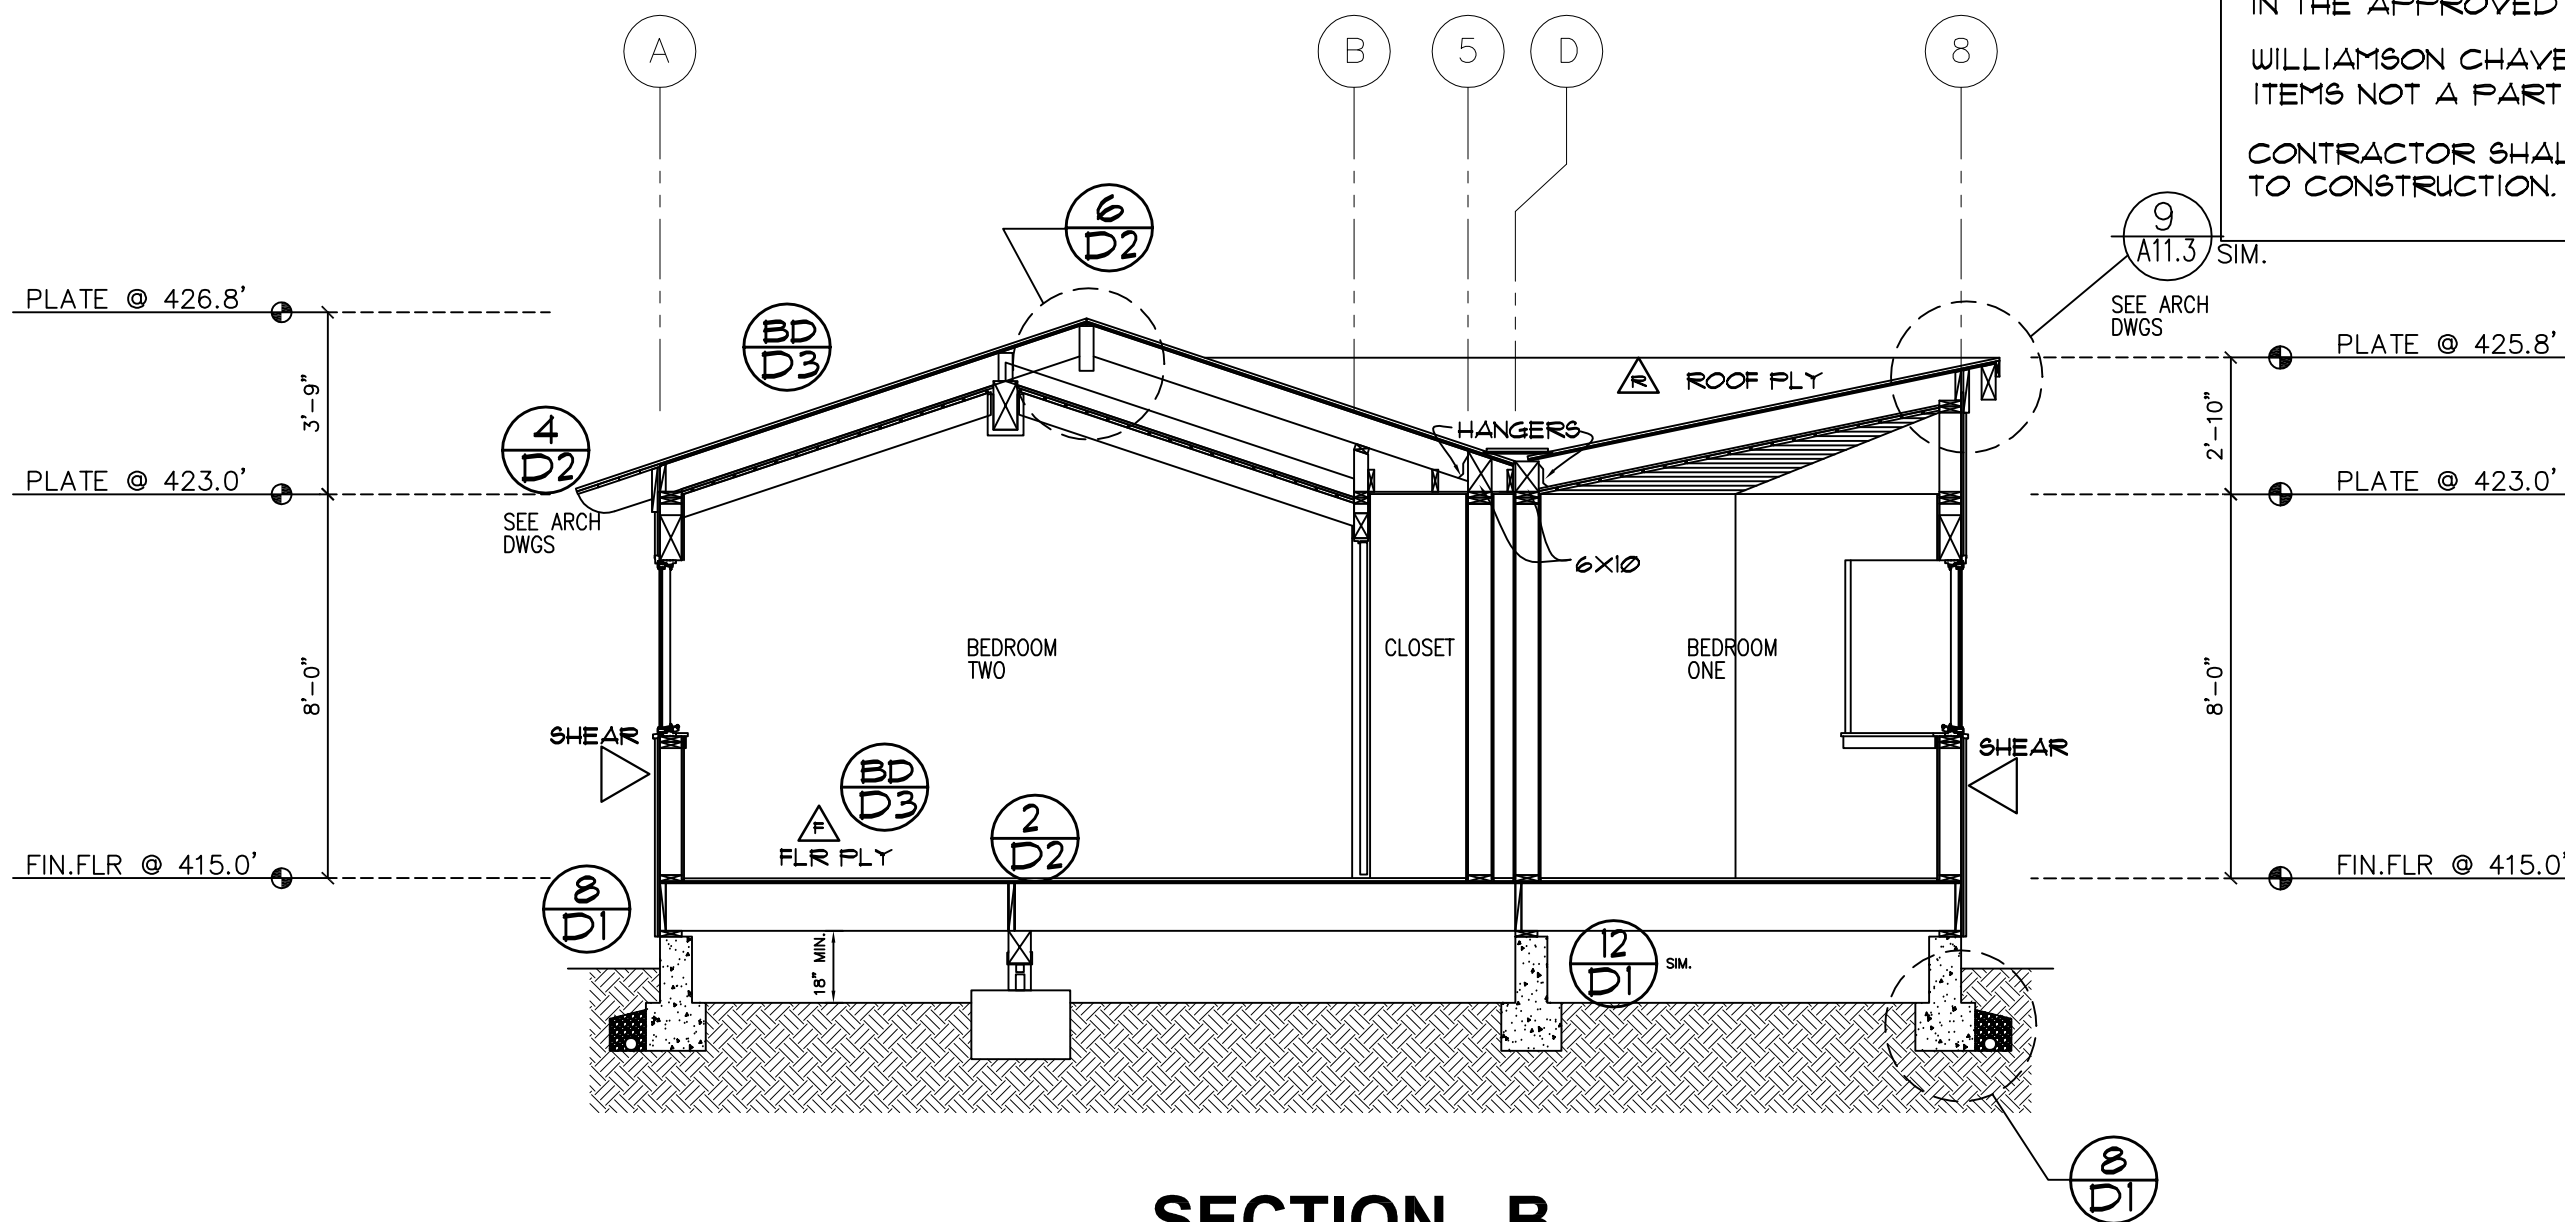 IN THE APPROVED
WILLIAMSON
ITEMS NOT A PART
CONTRACTOR
TO CONSTRUCTION.
A
B
5
D
8
6
D2
9
A11.3
SIM.
SEE ARCH
DWGS
PLATE @ 426.8'
BD
D3
PLATE @ 425.8'
3'-9"
R
ROOF PLY
2'-10"
4
D2
HANGERS
PLATE @ 423.0'
PLATE @ 423.0'
SEE ARCH
DWGS
6X10
BEDROOM
TWO
CLOSET
BEDROOM
ONE
8'-0"
8'-0"
SHEAR
SHEAR
BD
D3
F
FLR PLY
2
D2
FIN.FLR @ 415.0'
FIN.FLR @ 415.0'
8
D1
18" MIN.
12
D1
SIM.
8
D1
SECTION B